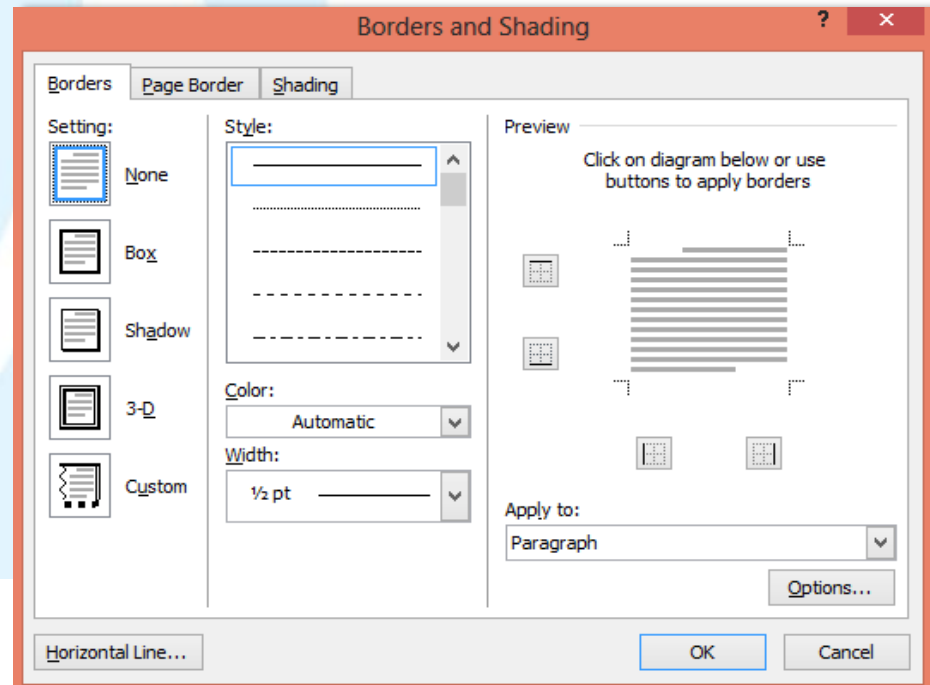 Borders and Shading
?
Borders
Page Border
Shading
Setting:
None
Box
Shadow
3-D
Custom
Style:
Color:
Automatic
Width:
½ pt
Preview
Click on diagram below or use
buttons to apply borders
Apply to:
Paragraph
Options...
Horizontal Line...
OK
Cancel